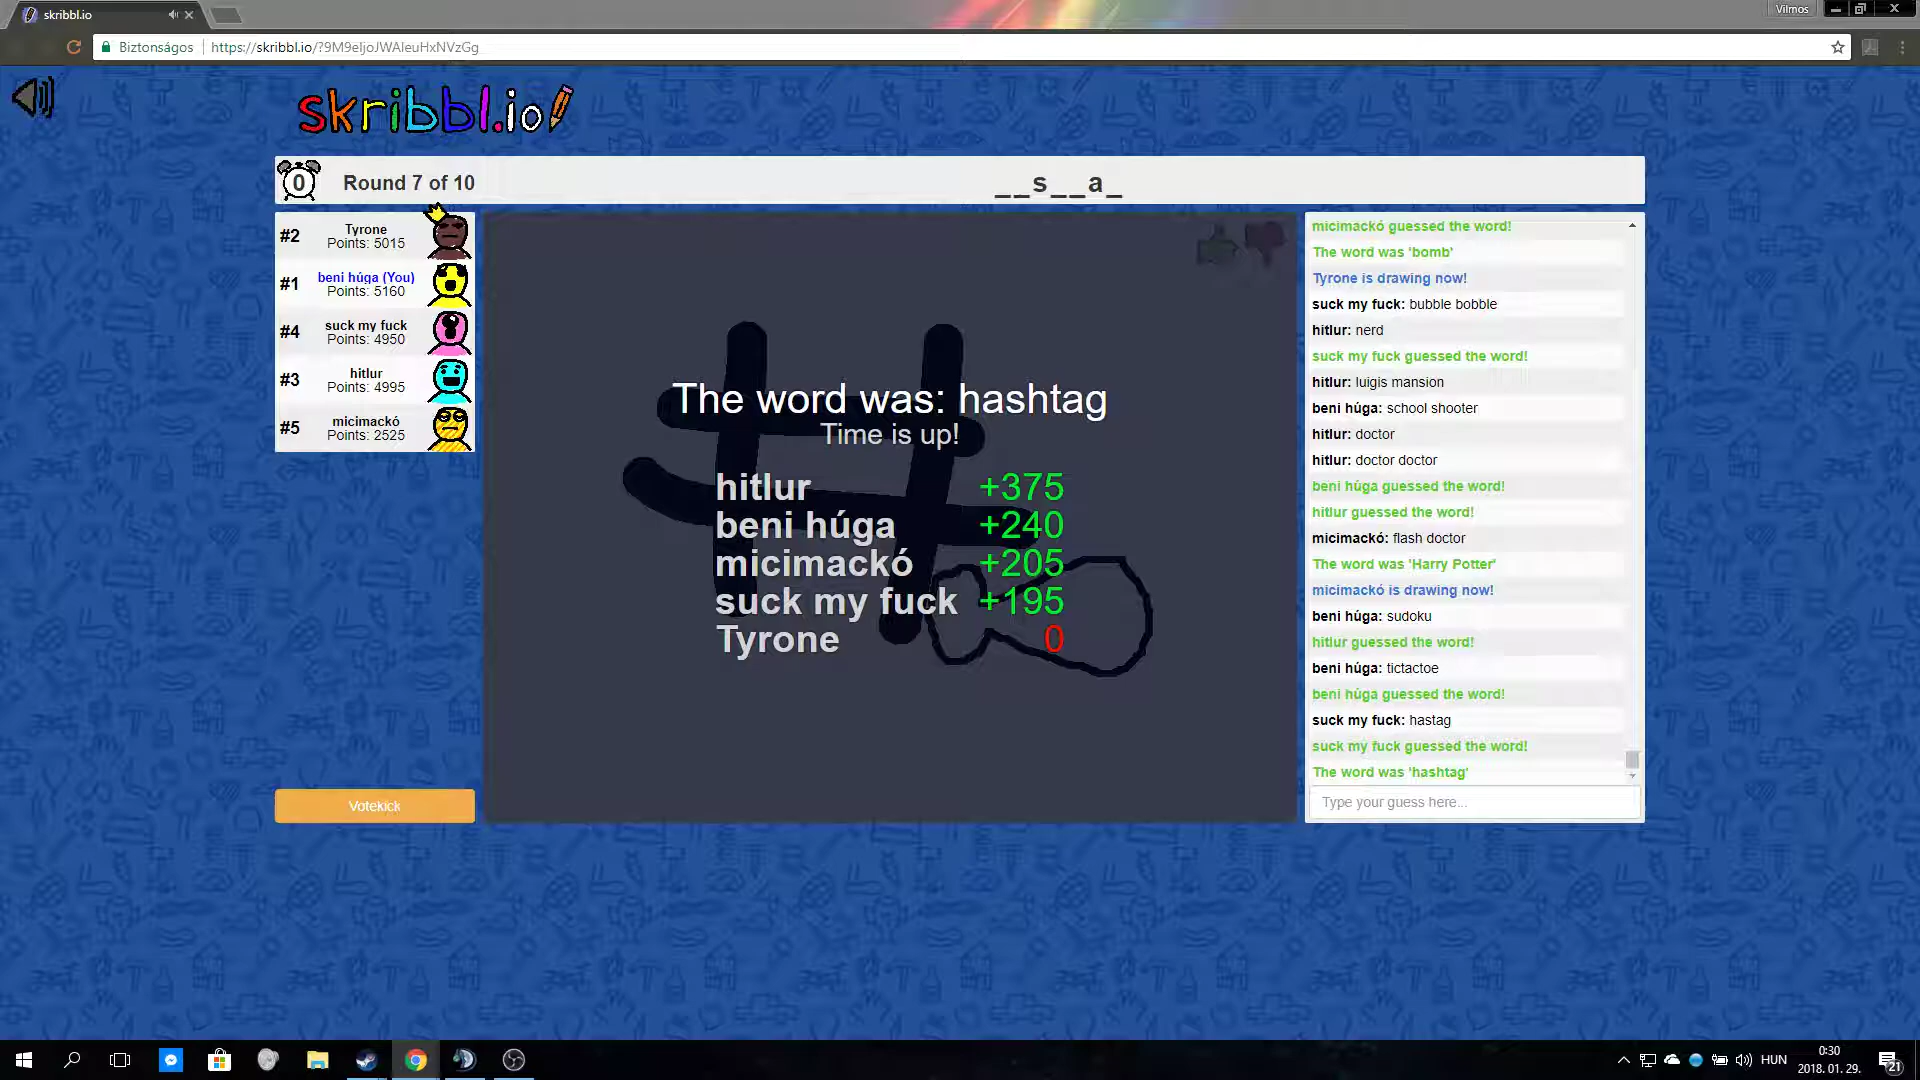 skribbl.io
Vilmos
Biztonságos
https://skribbl.io/?9M9eIjoJWAleuHxNVzGg
skribbl.io
0
Round 7 of 10
__s__a_
#2
Tyrone
Points: 5015
#1
beni húga (You)
Points: 5160
#4
suck my fuck
Points: 4950
#3
hitlur
Points: 4995
#5
micimackó
Points: 2525
Votekick
The word was: hashtag
Time is up!
hitlur +375
beni húga +240
micimackó +205
suck my fuck +195
Tyrone 0
micimackó guessed the word!
The word was 'bomb'
Tyrone is drawing now!
suck my fuck: bubble bobble
hitlur: nerd
suck my fuck guessed the word!
hitlur: luigis mansion
beni húga: school shooter
hitlur: doctor
hitlur: doctor doctor
beni húga guessed the word!
hitlur guessed the word!
micimackó: flash doctor
The word was 'Harry Potter'
micimackó is drawing now!
beni húga: sudoku
hitlur guessed the word!
beni húga: tictactoe
beni húga guessed the word!
suck my fuck: hastag
suck my fuck guessed the word!
The word was 'hashtag'
Type your guess here...
HUN
0:30
2018. 01. 29.
21